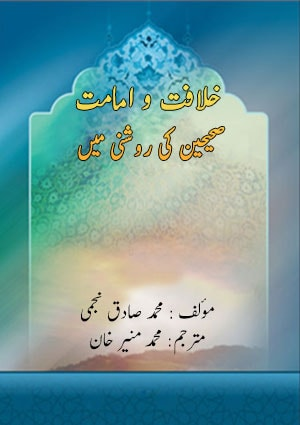 خلافت و امامت
صحیحین کی روشنی میں
مؤلف : محمد صادق نجمی
مترجم: محمد منیر خان